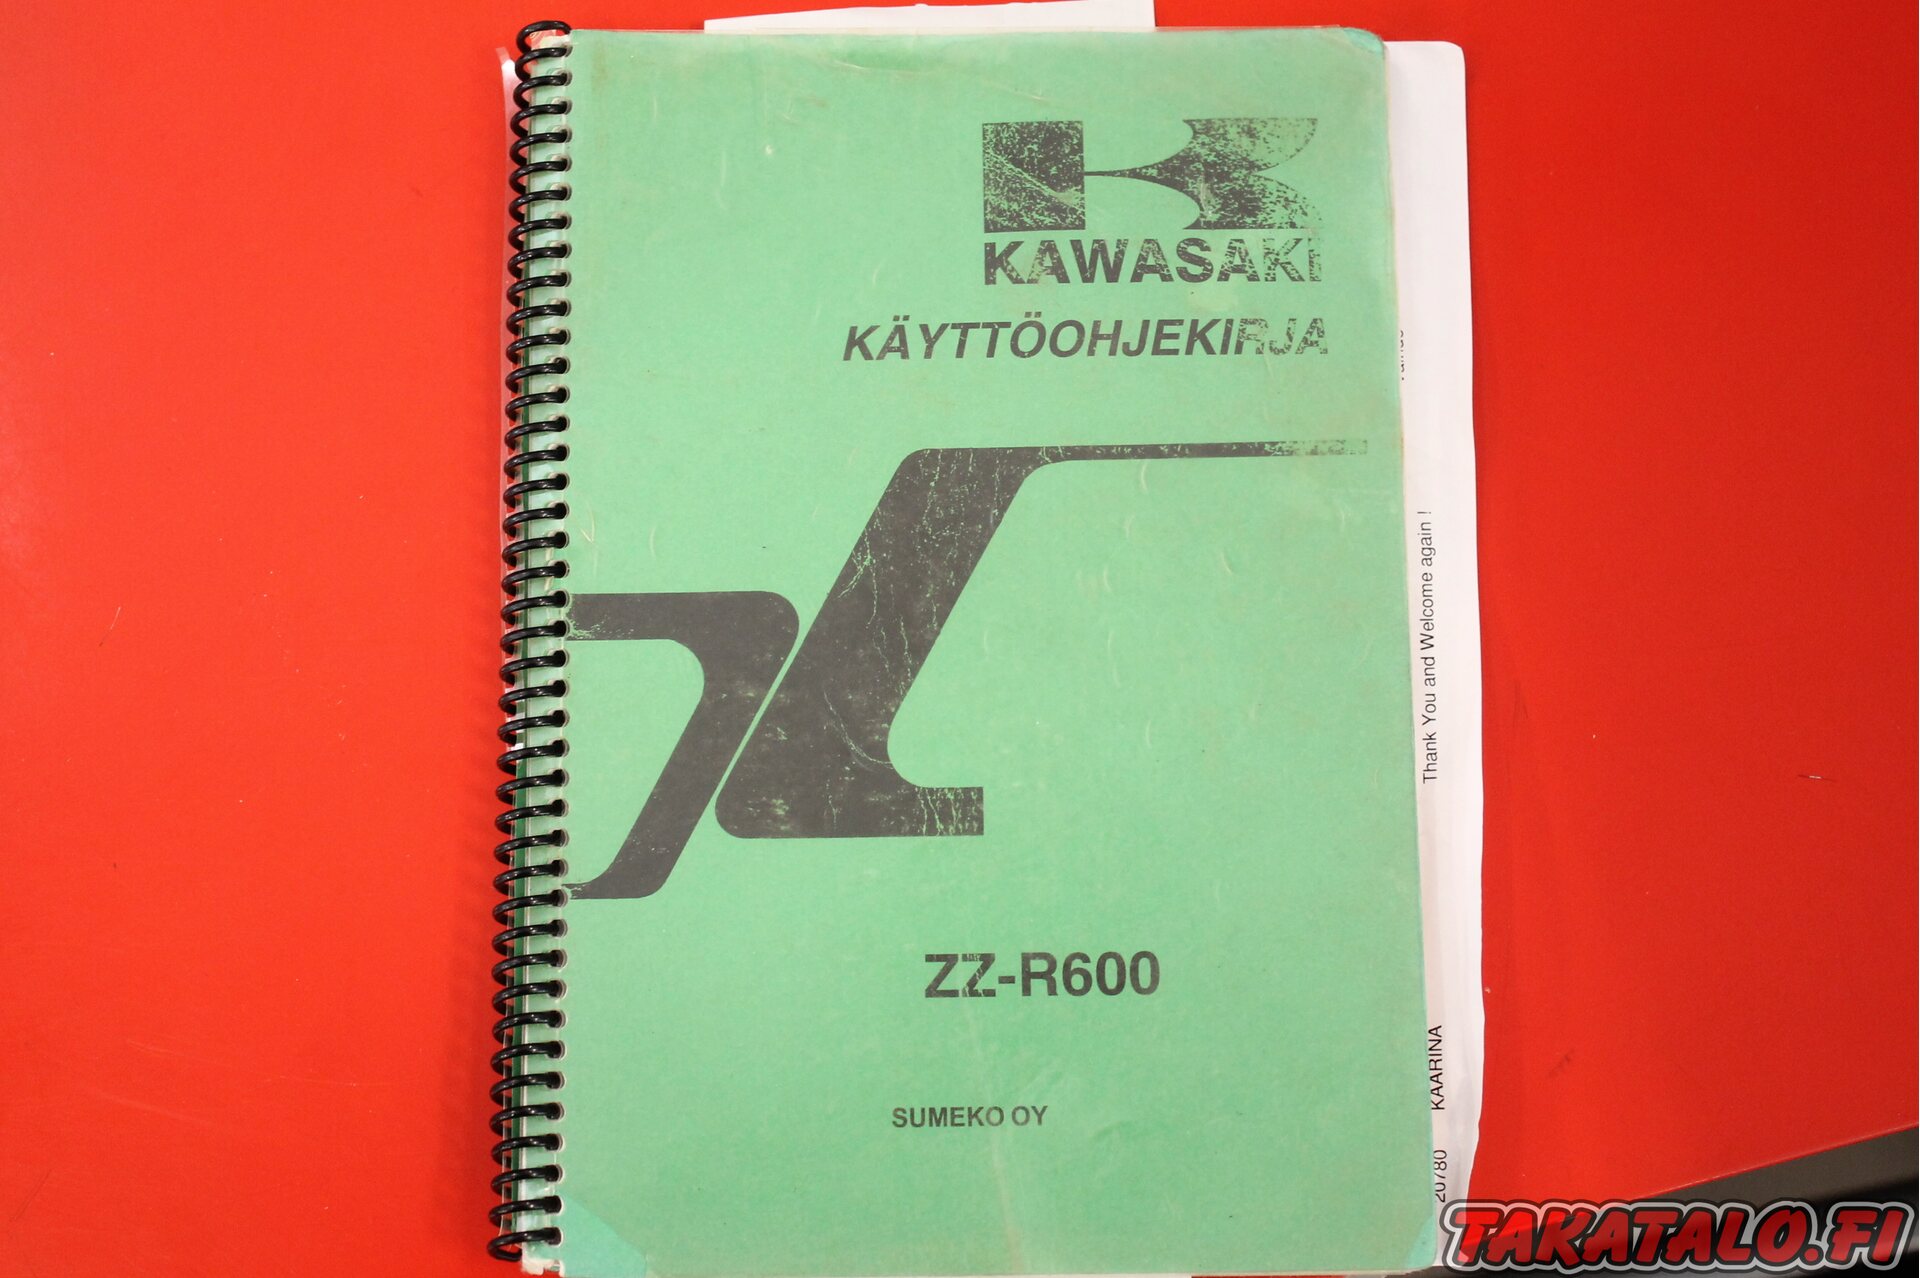 KAWASAKI
KÄYTTÖOHJEKIRJA
ZZ-R600
SUMEKO OY
Thank You and Welcome again !
20780 KAARINA
TAKATALO.FI